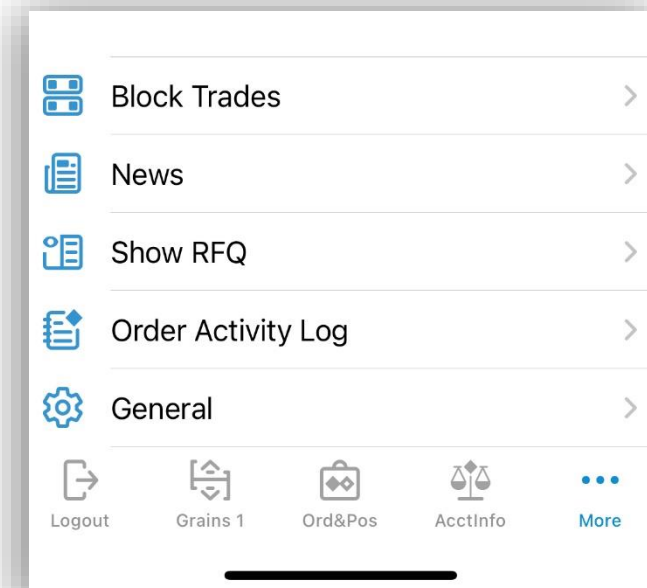 Block Trades
News
Show RFQ
Order Activity Log
General
Logout
Grains 1
Ord&Pos
AcctInfo
More